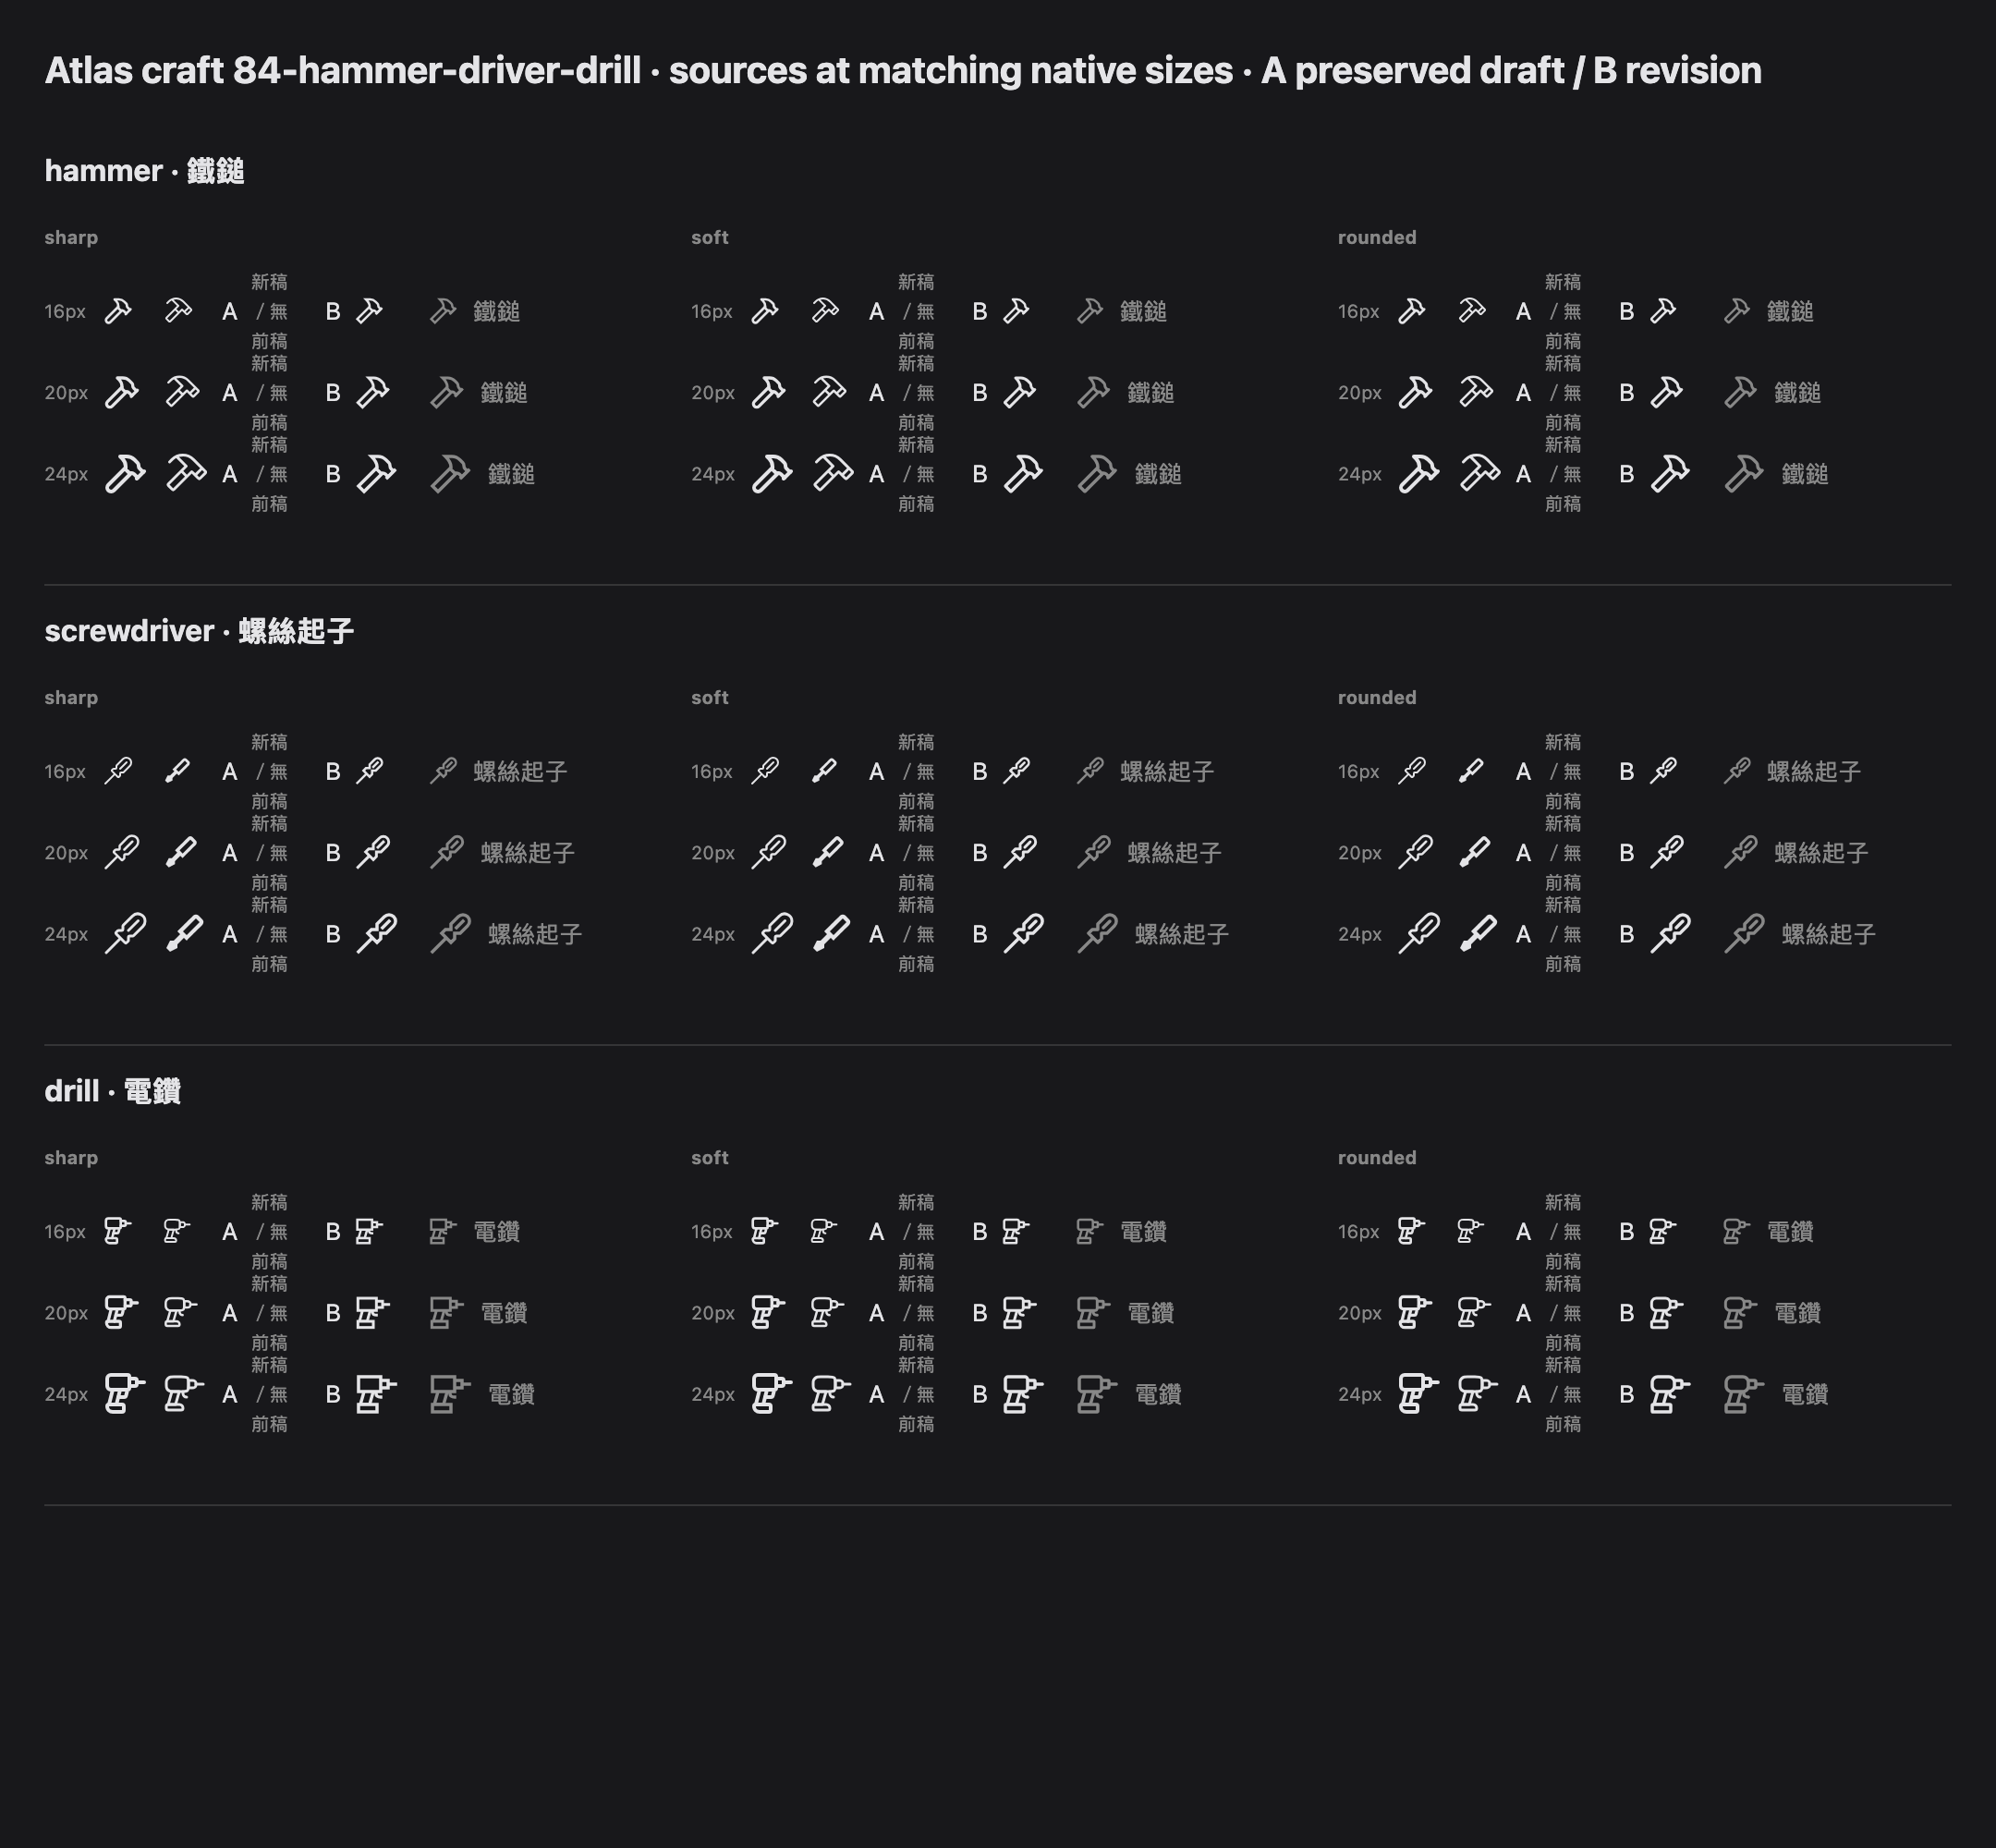 Atlas craft 84-hammer-driver-drill · sources at matching native sizes · A preserved draft / B revision
hammer · 鐵鎚
sharp
16px A 新稿 / 無前稿 B 鐵鎚
20px A 新稿 / 無前稿 B 鐵鎚
24px A 新稿 / 無前稿 B 鐵鎚
soft
16px A 新稿 / 無前稿 B 鐵鎚
20px A 新稿 / 無前稿 B 鐵鎚
24px A 新稿 / 無前稿 B 鐵鎚
rounded
16px A 新稿 / 無前稿 B 鐵鎚
20px A 新稿 / 無前稿 B 鐵鎚
24px A 新稿 / 無前稿 B 鐵鎚
screwdriver · 螺絲起子
sharp
16px A 新稿 / 無前稿 B 螺絲起子
20px A 新稿 / 無前稿 B 螺絲起子
24px A 新稿 / 無前稿 B 螺絲起子
soft
16px A 新稿 / 無前稿 B 螺絲起子
20px A 新稿 / 無前稿 B 螺絲起子
24px A 新稿 / 無前稿 B 螺絲起子
rounded
16px A 新稿 / 無前稿 B 螺絲起子
20px A 新稿 / 無前稿 B 螺絲起子
24px A 新稿 / 無前稿 B 螺絲起子
drill · 電鑽
sharp
16px A 新稿 / 無前稿 B 電鑽
20px A 新稿 / 無前稿 B 電鑽
24px A 新稿 / 無前稿 B 電鑽
soft
16px A 新稿 / 無前稿 B 電鑽
20px A 新稿 / 無前稿 B 電鑽
24px A 新稿 / 無前稿 B 電鑽
rounded
16px A 新稿 / 無前稿 B 電鑽
20px A 新稿 / 無前稿 B 電鑽
24px A 新稿 / 無前稿 B 電鑽